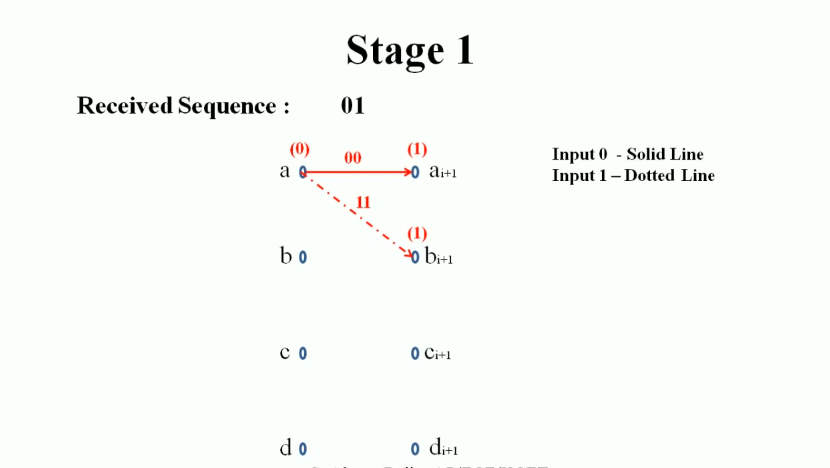 Stage 1
Received Sequence : 01
(0) (1)
00
a ai+1
Input 0 - Solid Line
Input 1 – Dotted Line
11
(1)
b bi+1
c ci+1
d di+1